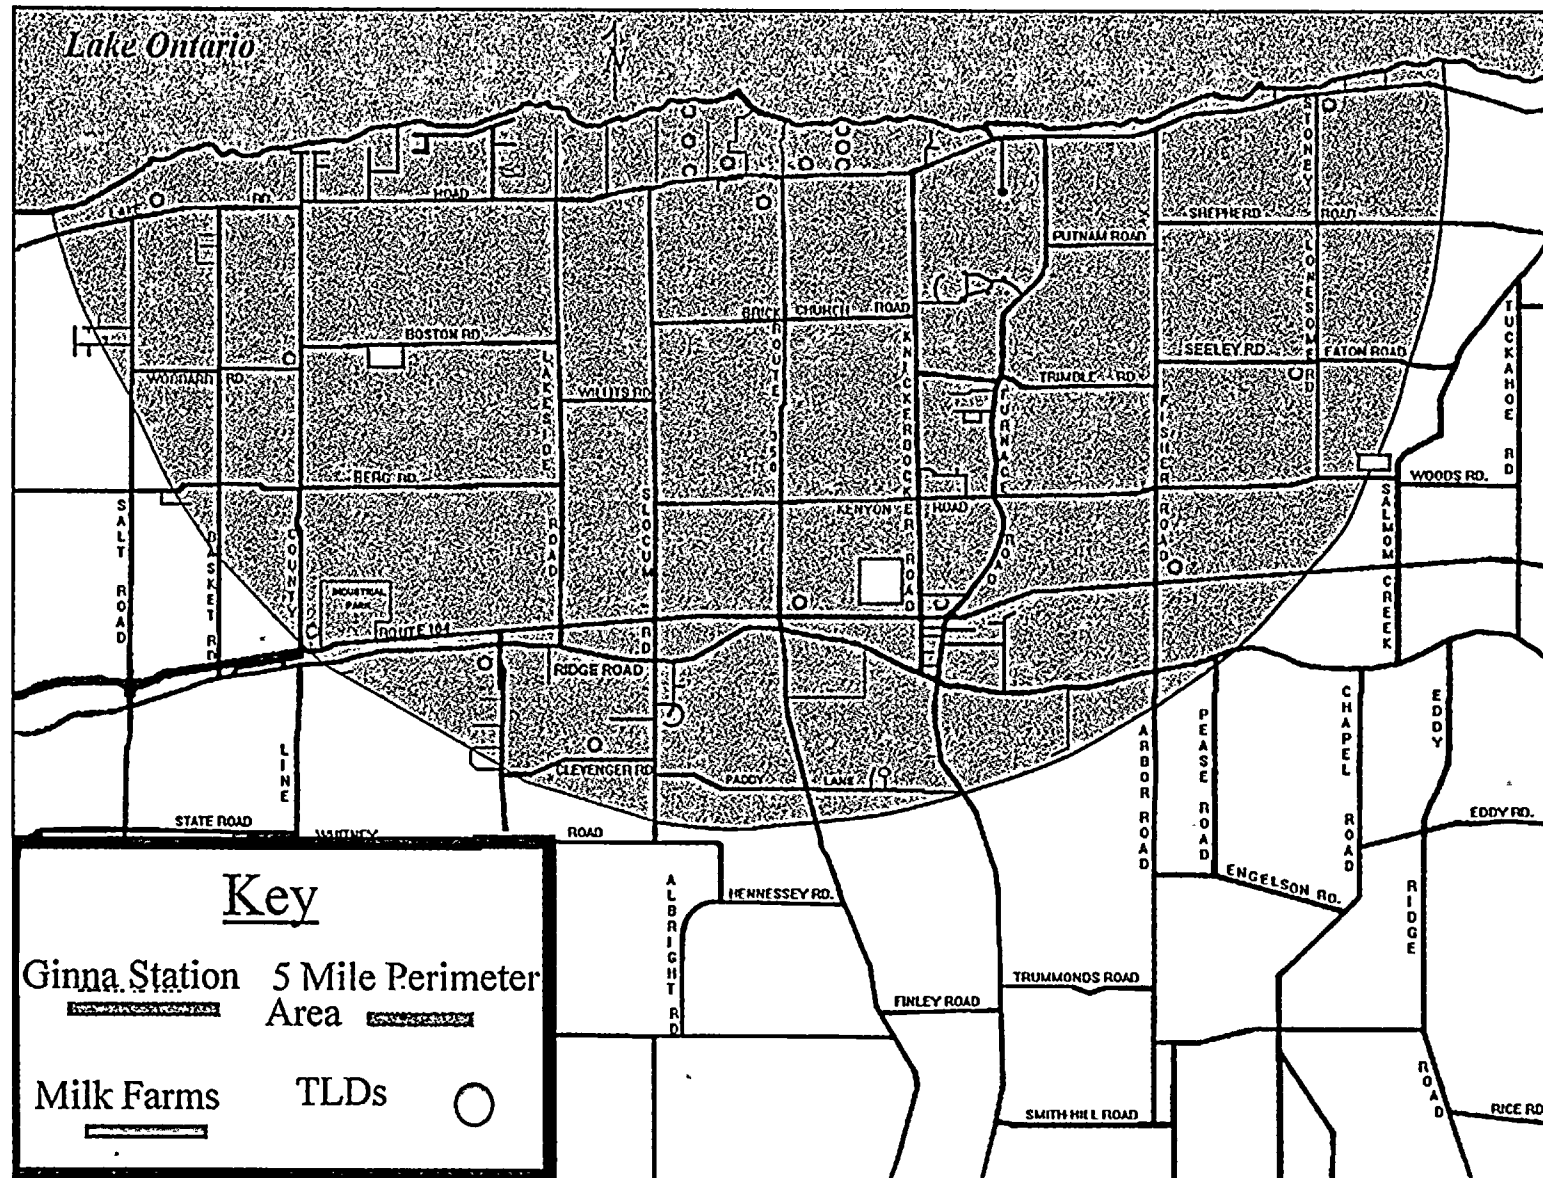 Lake Ontario
ROAD
RD.
STONEY LONESOME RD
SHEPHERD ROAD
PUTNAM ROAD
BRICK CHURCH ROAD
BOSTON RD.
ROUTE 350
KNICKERBOCKER ROAD
SEELEY RD
EATON ROAD
TUCKAHOE RD
WOODARD RD.
LAKESIDE ROAD
WILLITS RD
TRIMBLE RD.
FURNACE ROAD
FISHER ROAD
BERG RD.
SLOCUM RD
KENYON ROAD
WOODS RD.
SALT ROAD
BASKET RD
COUNTY LINE
SALMOM CREEK
INDUSTRIAL
PARK
ROUTE 104
RIDGE ROAD
CLEVENGER RD
PADDY LANE
ARBOR ROAD
PEASE ROAD
CHAPEL ROAD
EDDY RIDGE ROAD
STATE ROAD
WHITNEY ROAD
EDDY RD.
ALBRIGHT RD
HENNESSEY RD.
ENGELSON RD.
TRUMMONDS ROAD
FINLEY ROAD
SMITH HILL ROAD
RICE RD
Key
Ginna Station
5 Mile Perimeter
Area
Milk Farms
TLDs